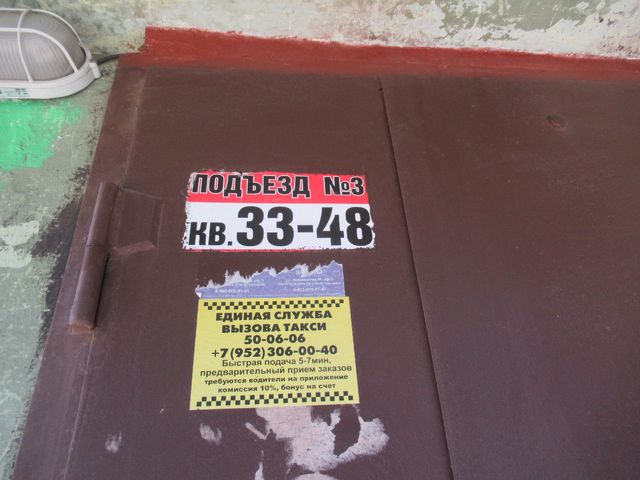 ПОДЪЕЗД №3
КВ. 33-48
ЕДИНАЯ СЛУЖБА
ВЫЗОВА ТАКСИ
50-06-06
+7(952)306-00-40
Быстрая подача 5-7мин,
предварительный прием заказов
требуются водители на приложение
комиссия 10%, бонус на счет